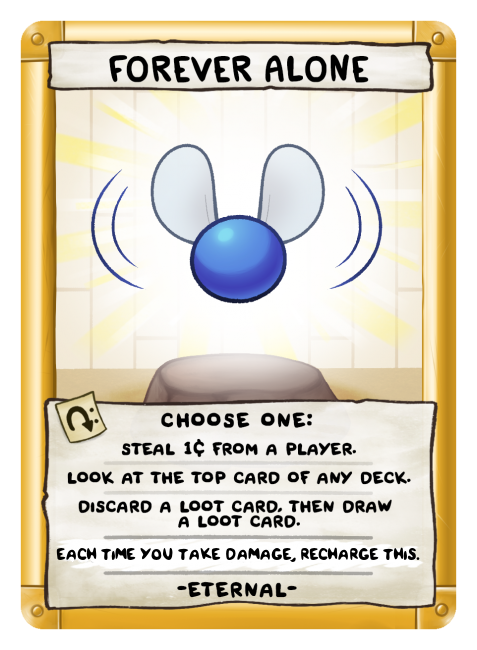 FOREVER ALONE
CHOOSE ONE:
STEAL 1¢ FROM A PLAYER.
LOOK AT THE TOP CARD OF ANY DECK.
DISCARD A LOOT CARD, THEN DRAW
A LOOT CARD.
EACH TIME YOU TAKE DAMAGE, RECHARGE THIS.
-ETERNAL-